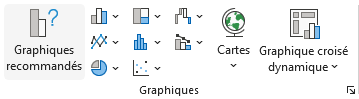 Graphiques
recommandés
Cartes
Graphique croisé
dynamique
Graphiques